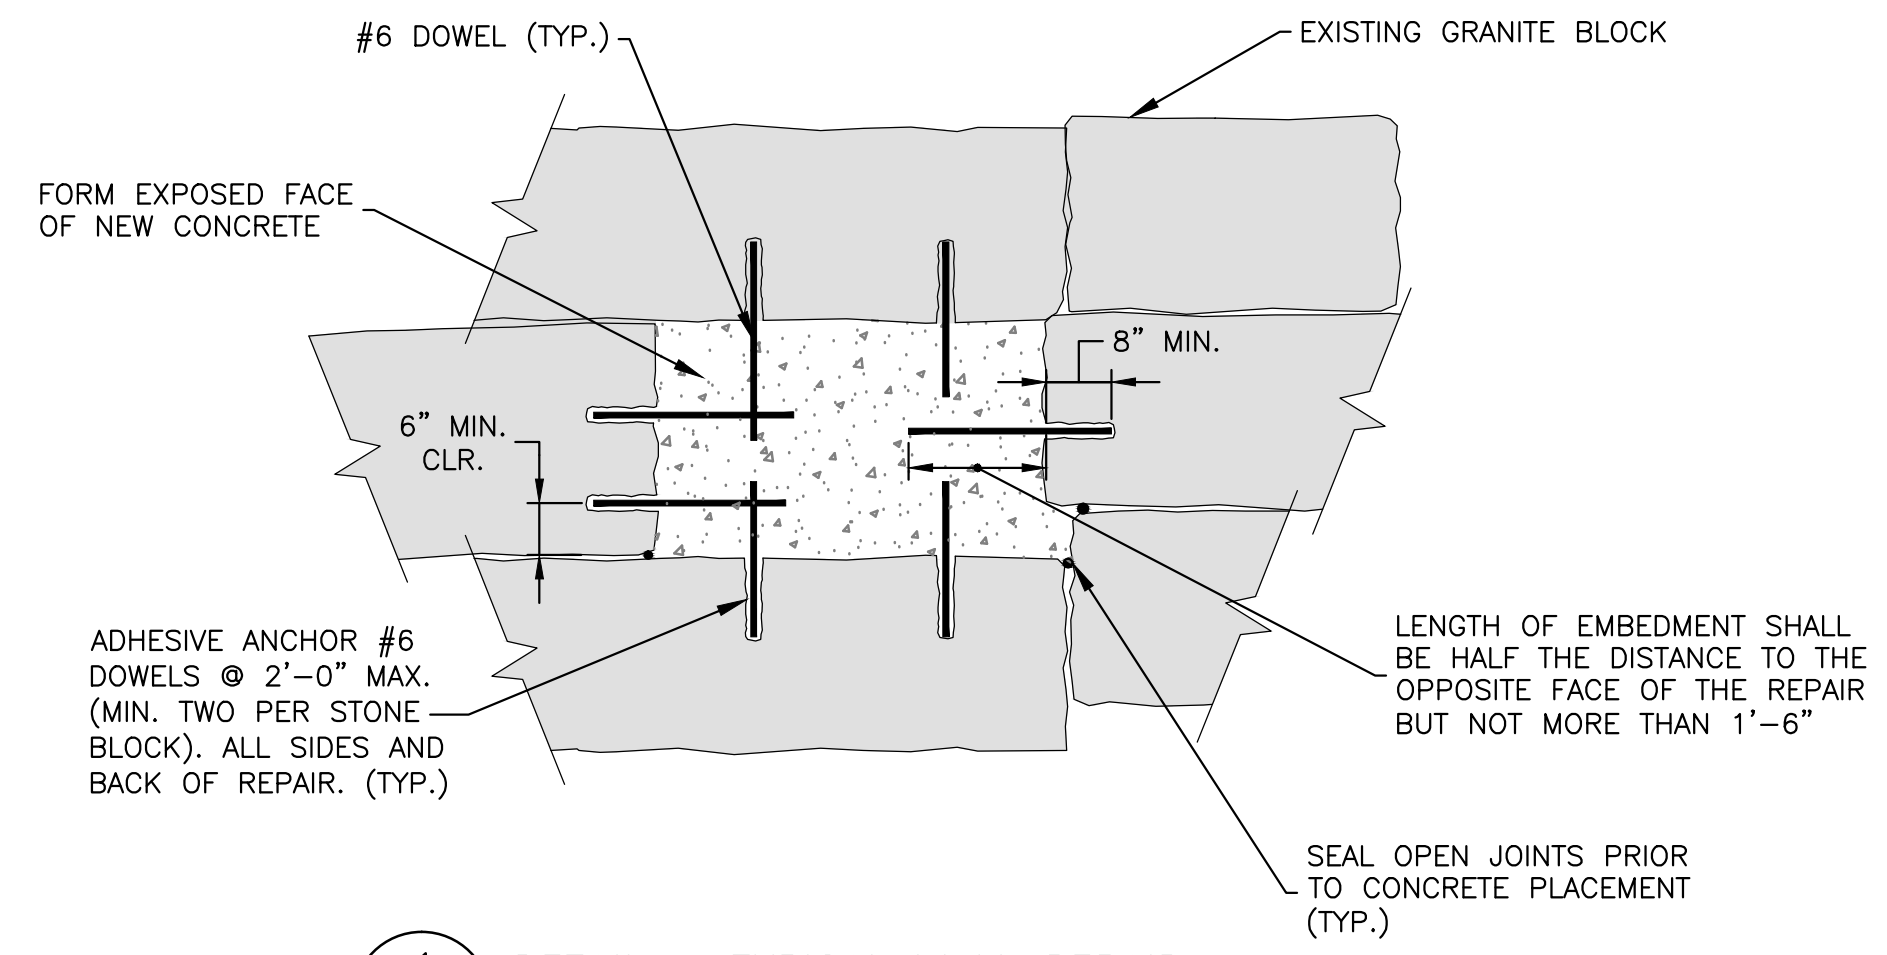 #6 DOWEL (TYP.)
EXISTING GRANITE BLOCK
FORM EXPOSED FACE
OF NEW CONCRETE
8" MIN.
6" MIN.
CLR.
ADHESIVE ANCHOR #6
DOWELS @ 2'-0" MAX.
(MIN. TWO PER STONE
BLOCK). ALL SIDES AND
BACK OF REPAIR. (TYP.)
LENGTH OF EMBEDMENT SHALL
BE HALF THE DISTANCE TO THE
OPPOSITE FACE OF THE REPAIR
BUT NOT MORE THAN 1'-6"
SEAL OPEN JOINTS PRIOR
TO CONCRETE PLACEMENT
(TYP.)